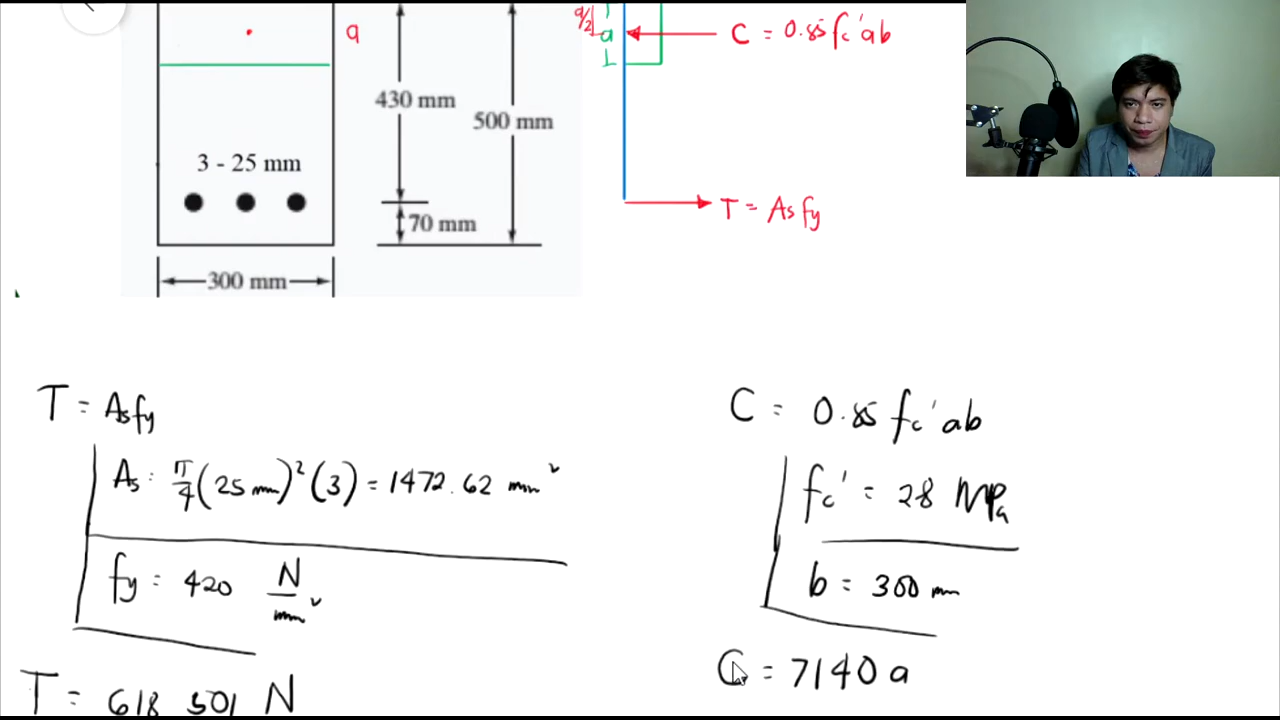 a
a/2
a
C = 0.85 fc'ab
430 mm
500 mm
3 - 25 mm
T = As fy
70 mm
300 mm
T = Asfy
As : π/4 (25 mm)² (3) = 1472.62 mm²
fy = 420 N/mm²
T = 618 501 N
C = 0.85 fc'ab
fc' = 28 MPa
b = 300 mm
C = 7140 a